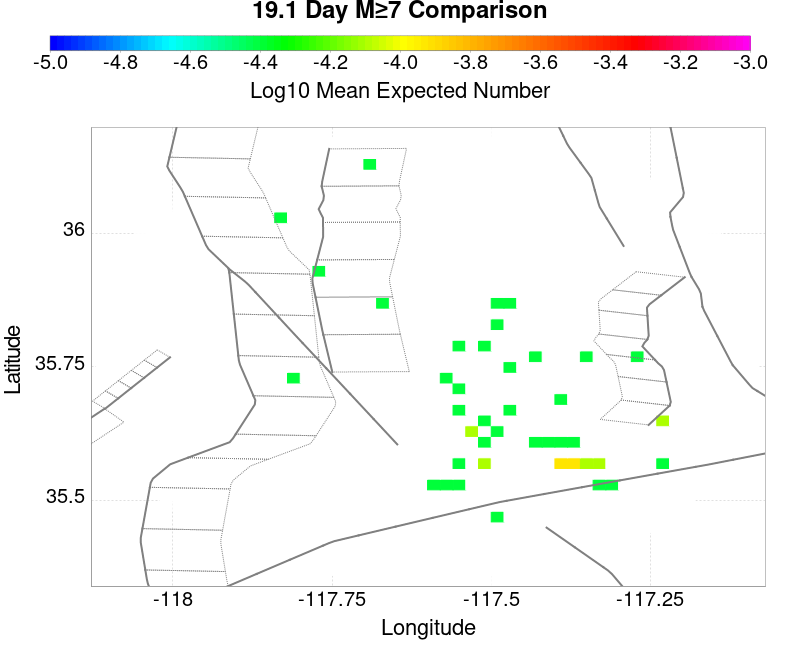 19.1 Day M≥7 Comparison
-5.0 -4.8 -4.6 -4.4 -4.2 -4.0 -3.8 -3.6 -3.4 -3.2 -3.0
Log10 Mean Expected Number
36
35.75
35.5
Latitude
-118 -117.75 -117.5 -117.25
Longitude